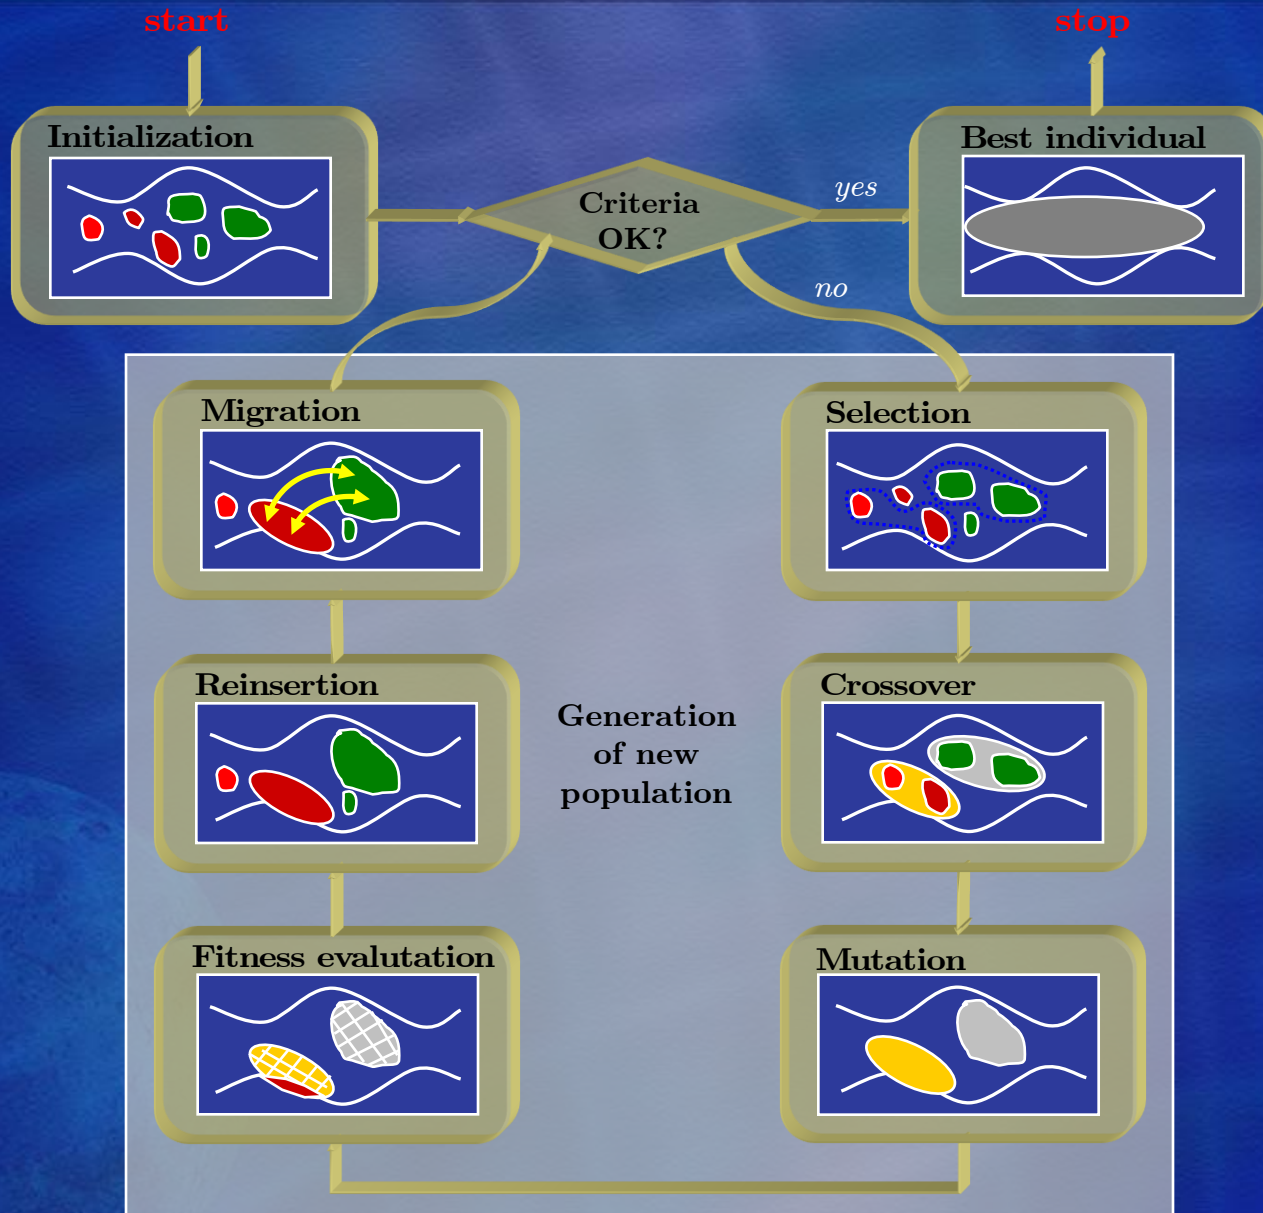 start
stop
Initialization
Best individual
Criteria
OK?
yes
no
Migration
Selection
Reinsertion
Crossover
Generation
of new
population
Fitness evalutation
Mutation